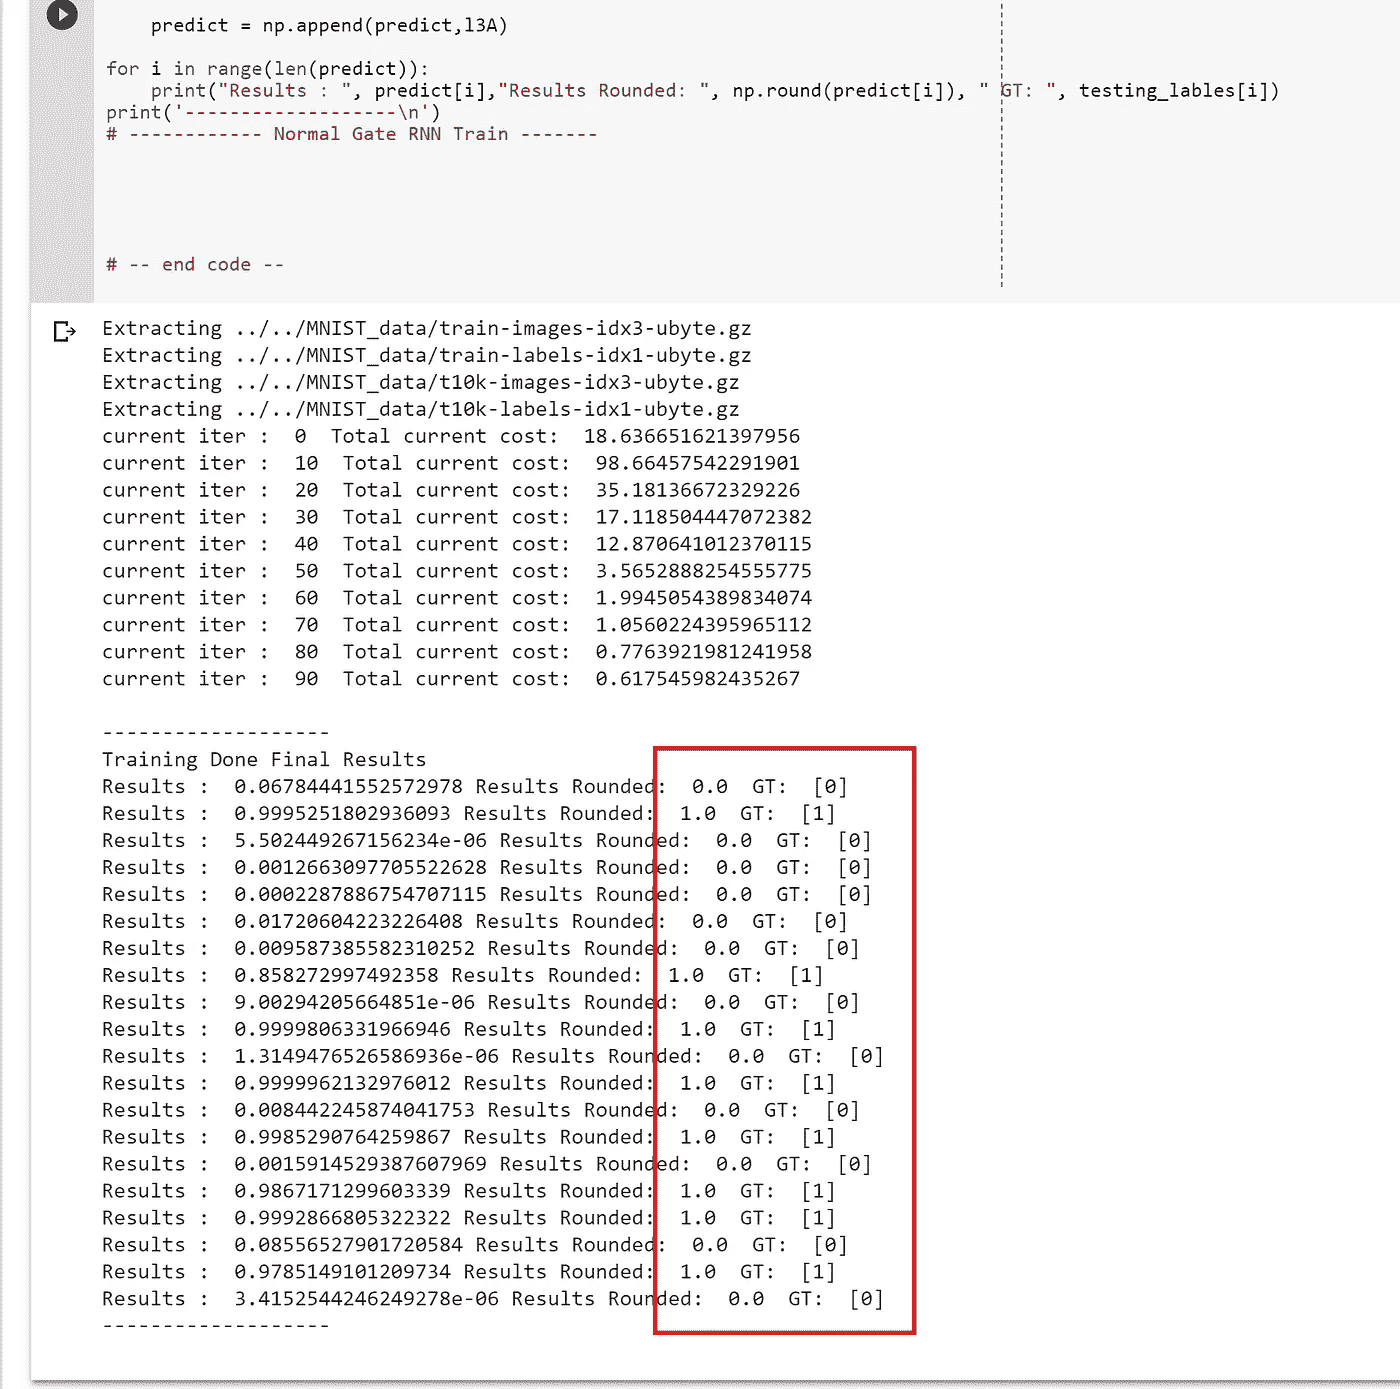 predict = np.append(predict,l3A)
for i in range(len(predict)):
print("Results : ", predict[i],"Results Rounded: ", np.round(predict[i]), " GT: ", testing_lables[i])
print('-------------------\n')
# ------------ Normal Gate RNN Train -------
# -- end code --
Extracting ../../MNIST_data/train-images-idx3-ubyte.gz
Extracting ../../MNIST_data/train-labels-idx1-ubyte.gz
Extracting ../../MNIST_data/t10k-images-idx3-ubyte.gz
Extracting ../../MNIST_data/t10k-labels-idx1-ubyte.gz
current iter :  0  Total current cost:  18.636651621397956
current iter :  10  Total current cost:  98.66457542291901
current iter :  20  Total current cost:  35.18136672329226
current iter :  30  Total current cost:  17.118504447072382
current iter :  40  Total current cost:  12.870641012370115
current iter :  50  Total current cost:  3.5652888254555775
current iter :  60  Total current cost:  1.9945054389834074
current iter :  70  Total current cost:  1.0560224395965112
current iter :  80  Total current cost:  0.7763921981241958
current iter :  90  Total current cost:  0.617545982435267
-------------------
Training Done Final Results
Results :  0.06784441552572978 Results Rounded:  0.0  GT:  [0]
Results :  0.9995251802936093 Results Rounded:  1.0  GT:  [1]
Results :  5.502449267156234e-06 Results Rounded:  0.0  GT:  [0]
Results :  0.0012663097705522628 Results Rounded:  0.0  GT:  [0]
Results :  0.0002287886754707115 Results Rounded:  0.0  GT:  [0]
Results :  0.01720604223226408 Results Rounded:  0.0  GT:  [0]
Results :  0.009587385582310252 Results Rounded:  0.0  GT:  [0]
Results :  0.858272997492358 Results Rounded:  1.0  GT:  [1]
Results :  9.00294205664851e-06 Results Rounded:  0.0  GT:  [0]
Results :  0.9999806331966946 Results Rounded:  1.0  GT:  [1]
Results :  1.3149476526586936e-06 Results Rounded:  0.0  GT:  [0]
Results :  0.9999962132976012 Results Rounded:  1.0  GT:  [1]
Results :  0.008442245874041753 Results Rounded:  0.0  GT:  [0]
Results :  0.9985290764259867 Results Rounded:  1.0  GT:  [1]
Results :  0.0015914529387607969 Results Rounded:  0.0  GT:  [0]
Results :  0.9867171299603339 Results Rounded:  1.0  GT:  [1]
Results :  0.9992866805322322 Results Rounded:  1.0  GT:  [1]
Results :  0.08556527901720584 Results Rounded:  0.0  GT:  [0]
Results :  0.9785149101209734 Results Rounded:  1.0  GT:  [1]
Results :  3.4152544246249278e-06 Results Rounded:  0.0  GT:  [0]
-------------------